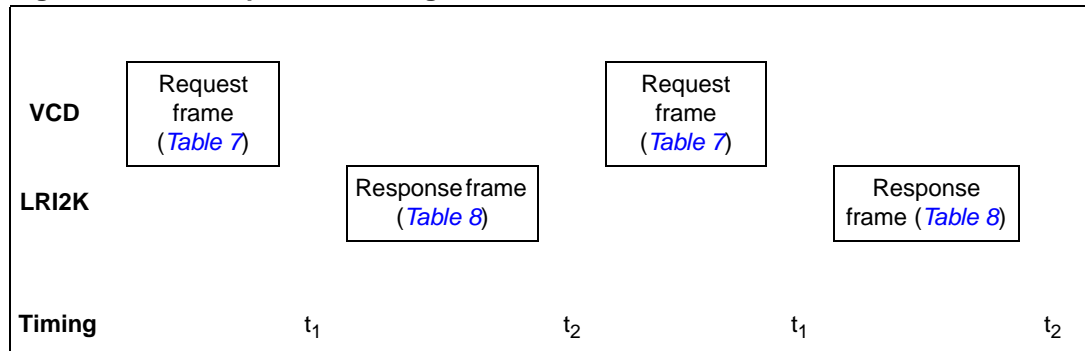 Request
frame
(Table 7)
Request
frame
(Table 7)
VCD
LRI2K
Response frame
(Table 8)
Response
frame (Table 8)
Timing t1 t2 t1 t2